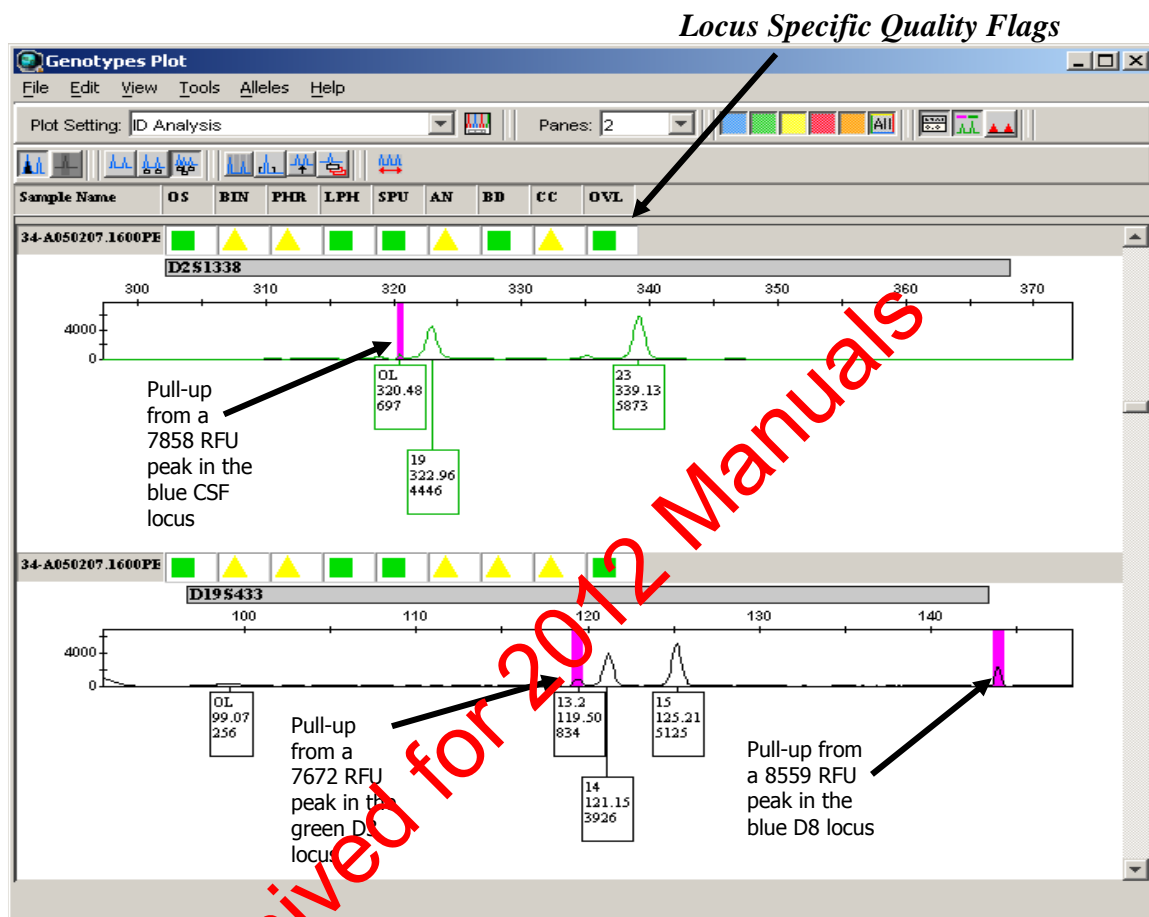 Locus Specific Quality Flags
Genotypes Plot
File Edit View Tools Alleles Help
Plot Setting: ID Analysis Panes: 2 All
Sample Name OS BIN PHR LPH SPU AN BD CC OVL
34-A050207.1600PE
D2S1338
300 310 320 330 340 350 360 370
4000
0
OL
320.48
697
23
339.13
5873
19
322.96
4446
Pull-up
from a
7858 RFU
peak in the
blue CSF
locus
34-A050207.1600PE
D19S433
100 110 120 130 140
4000
0
OL
99.07
256
13.2
119.50
834
15
125.21
5125
14
121.15
3926
Pull-up
from a
7672 RFU
peak in the
green D3
locus
Pull-up from
a 8559 RFU
peak in the
blue D8 locus
ived for 2012 Manuals